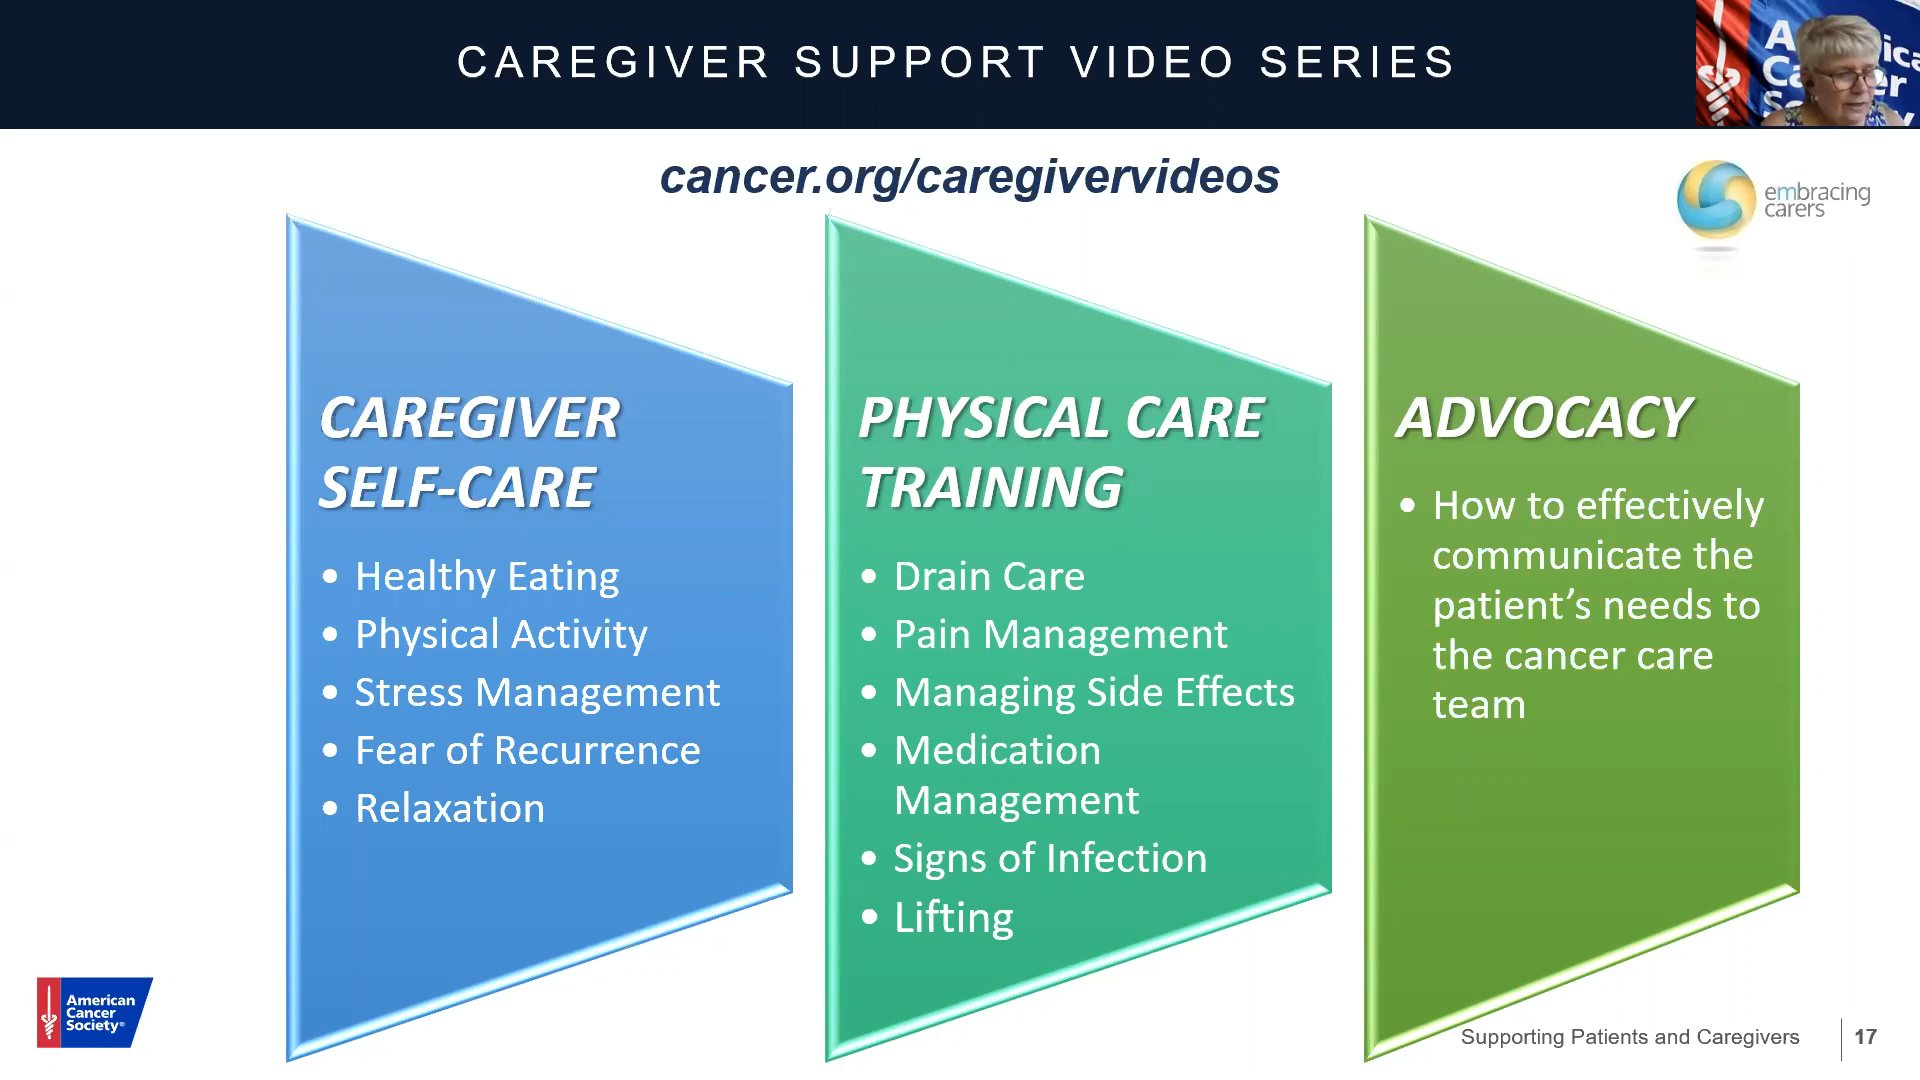 CAREGIVER SUPPORT VIDEO SERIES
cancer.org/caregivervideos
embracing
carers
CAREGIVER
SELF-CARE
• Healthy Eating
• Physical Activity
• Stress Management
• Fear of Recurrence
• Relaxation
PHYSICAL CARE
TRAINING
• Drain Care
• Pain Management
• Managing Side Effects
• Medication
Management
• Signs of Infection
• Lifting
ADVOCACY
• How to effectively
communicate the
patient’s needs to
the cancer care
team
American
Cancer
Society®
Supporting Patients and Caregivers
17